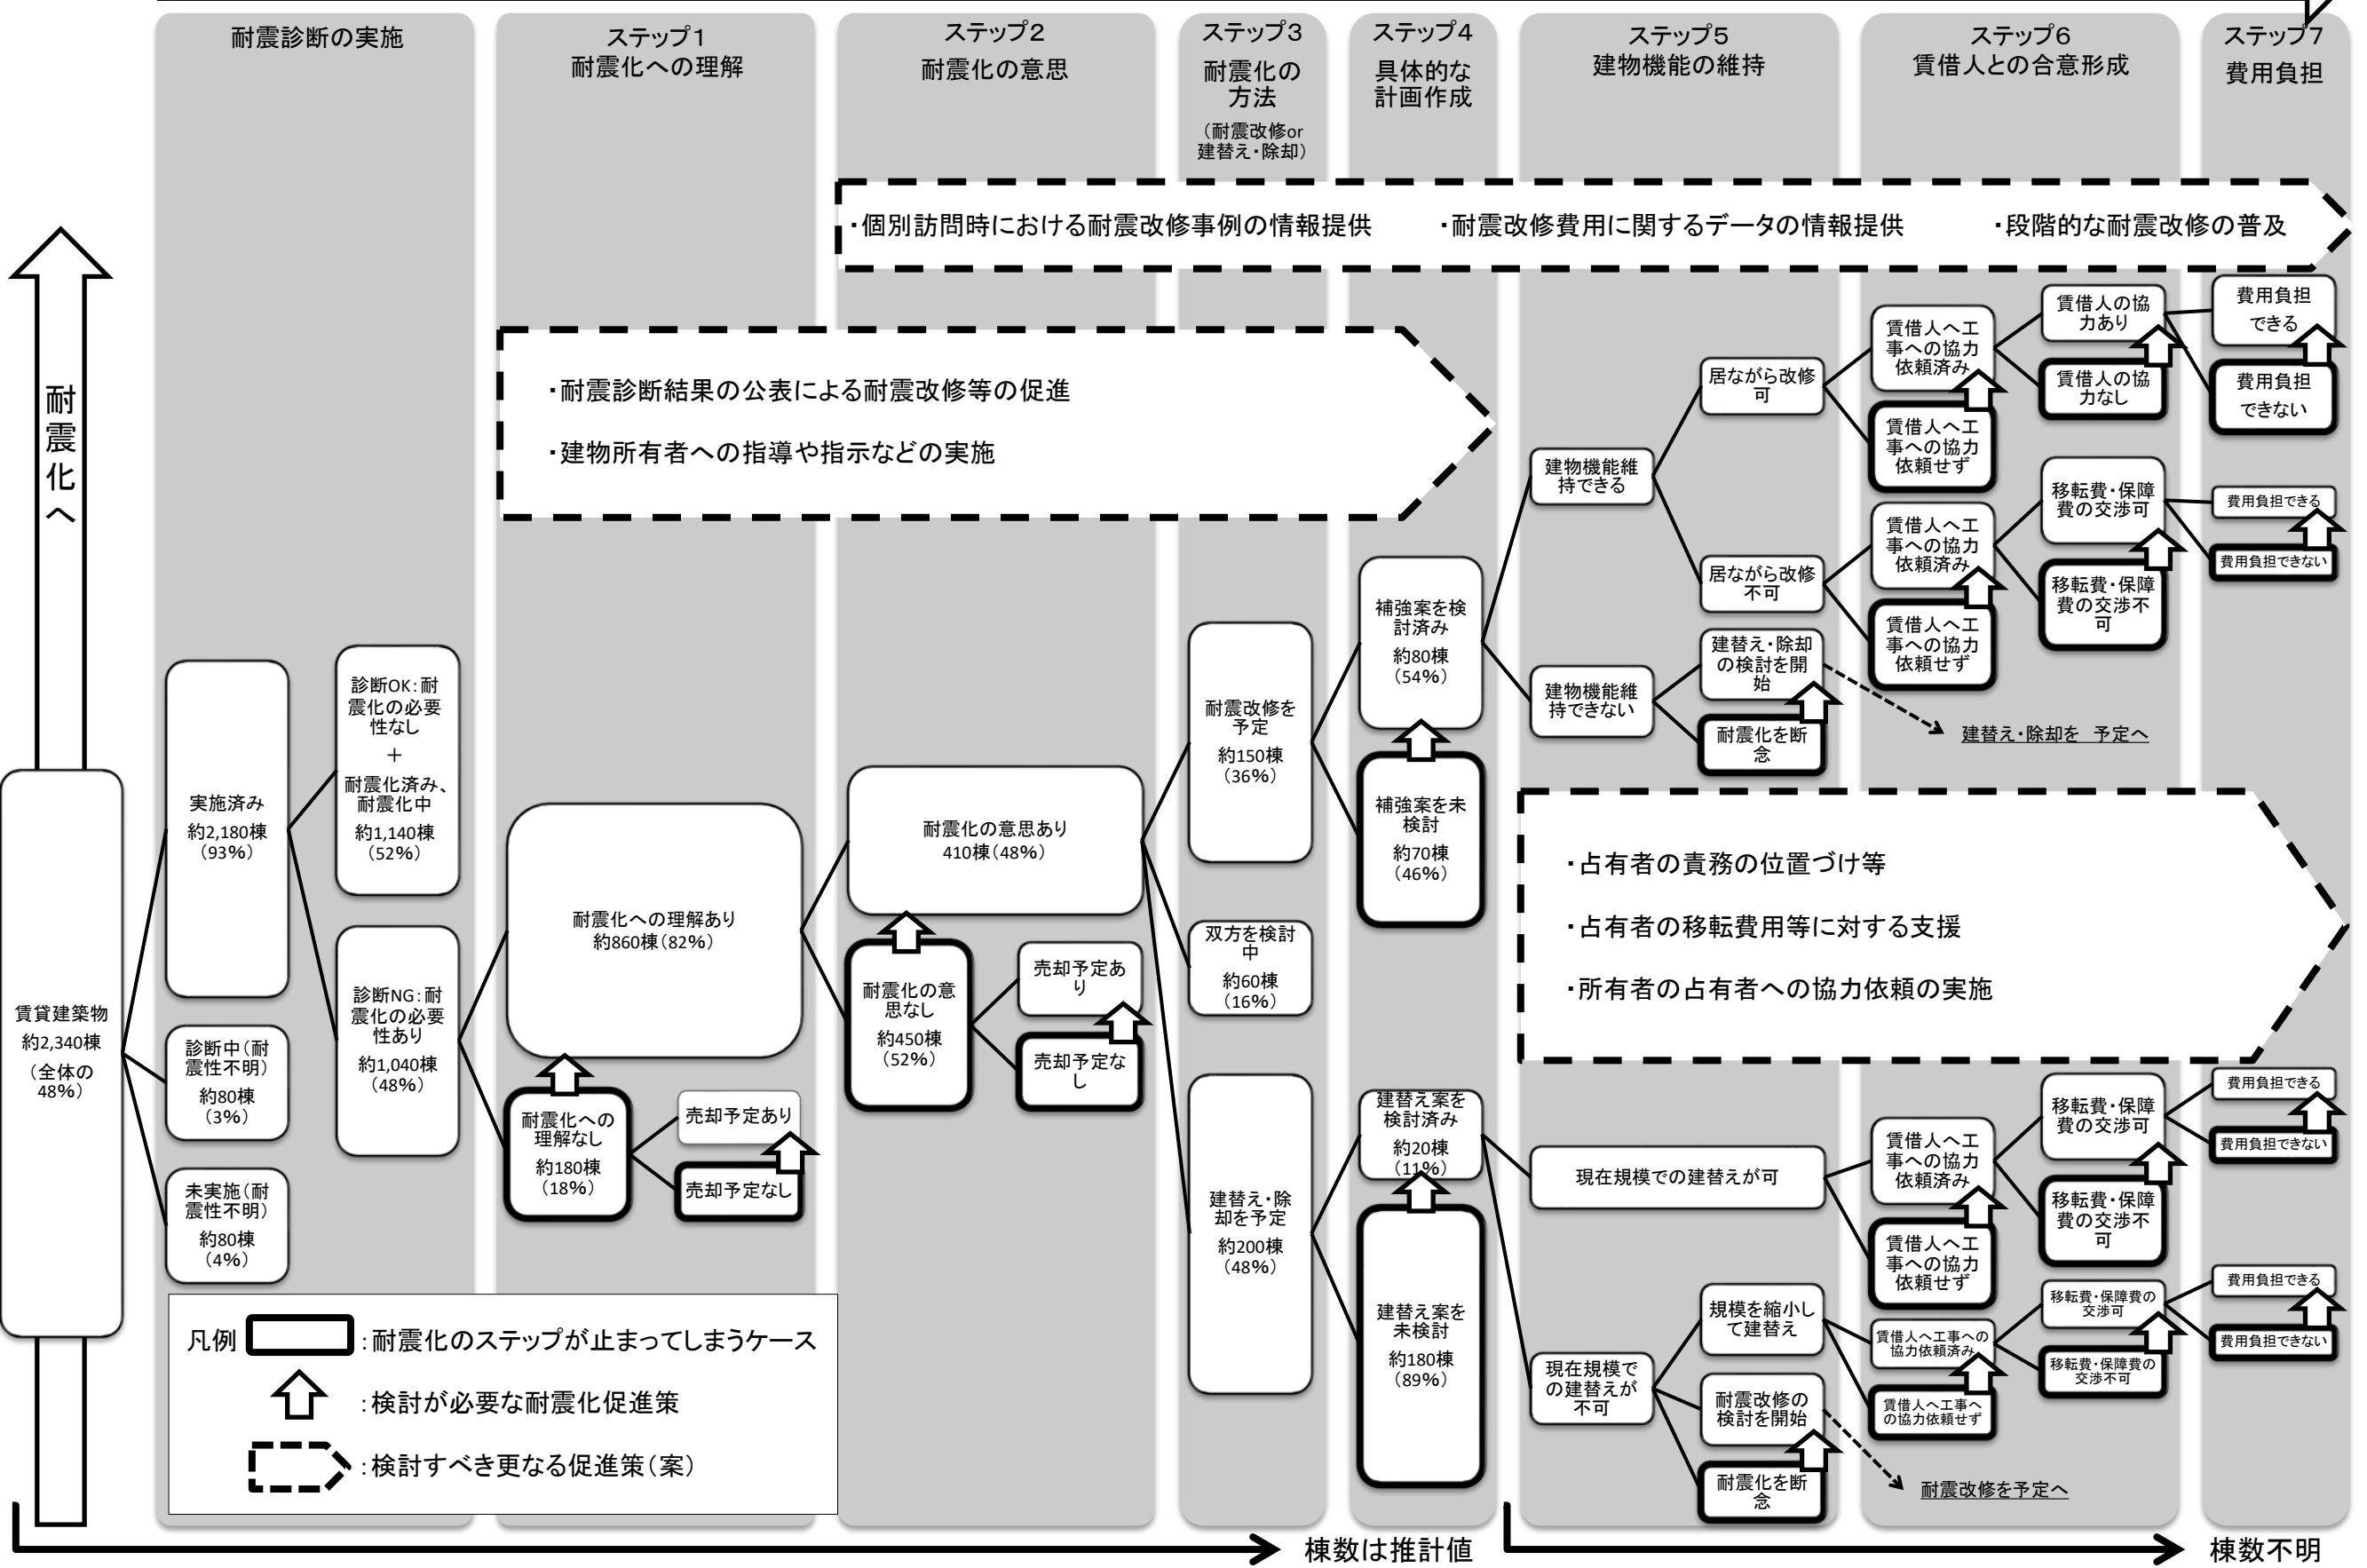 耐震診断の実施
ステップ1
耐震化への理解
ステップ2
耐震化の意思
ステップ3
耐震化の
方法
（耐震改修or
建替え・除却）
ステップ4
具体的な
計画作成
ステップ5
建物機能の維持
ステップ6
賃借人との合意形成
ステップ7
費用負担
・個別訪問時における耐震改修事例の情報提供
・耐震改修費用に関するデータの情報提供
・段階的な耐震改修の普及
・耐震診断結果の公表による耐震改修等の促進
・建物所有者への指導や指示などの実施
耐震化へ
賃貸建築物
約2,340棟
（全体の
48%）
実施済み
約2,180棟
（93%）
診断中（耐
震性不明）
約80棟
（3%）
未実施（耐
震性不明）
約80棟
（4%）
診断OK：耐
震化の必要
性なし
＋
耐震化済み、
耐震化中
約1,140棟
（52%）
診断NG：耐
震化の必要
性あり
約1,040棟
（48%）
耐震化への理解あり
約860棟（82%）
耐震化への
理解なし
約180棟
（18%）
売却予定あり
売却予定なし
耐震化の意思あり
410棟（48%）
耐震化の意
思なし
約450棟
（52%）
売却予定あ
り
売却予定な
し
耐震改修を
予定
約150棟
（36%）
双方を検討
中
約60棟
（16%）
建替え・除
却を予定
約200棟
（48%）
補強案を検
討済み
約80棟
（54%）
補強案を未
検討
約70棟
（46%）
建替え案を
検討済み
約20棟
（11%）
建替え案を
未検討
約180棟
（89%）
建物機能維
持できる
建物機能維
持できない
居ながら改修
可
居ながら改修
不可
建替え・除却
の検討を開
始
耐震化を断
念
建替え・除却を　予定へ
賃借人へ工
事への協力
依頼済み
賃借人へ工
事への協力
依頼せず
賃借人の協
力あり
賃借人の協
力なし
費用負担
できる
費用負担
できない
賃借人へ工
事への協力
依頼済み
賃借人へ工
事への協力
依頼せず
移転費・保障
費の交渉可
移転費・保障
費の交渉不
可
費用負担できる
費用負担できない
・占有者の責務の位置づけ等
・占有者の移転費用等に対する支援
・所有者の占有者への協力依頼の実施
現在規模での建替えが可
賃借人へ工
事への協力
依頼済み
賃借人へ工
事への協力
依頼せず
移転費・保障
費の交渉可
移転費・保障
費の交渉不
可
費用負担できる
費用負担できない
現在規模で
の建替えが
不可
規模を縮小し
て建替え
耐震改修の
検討を開始
耐震化を断
念
賃借人へ工事への
協力依頼済み
賃借人へ工事へ
の協力依頼せず
移転費・保障費の
交渉可
移転費・保障費の
交渉不可
費用負担できる
費用負担できない
耐震改修を予定へ
凡例
：耐震化のステップが止まってしまうケース
：検討が必要な耐震化促進策
：検討すべき更なる促進策（案）
棟数は推計値
棟数不明